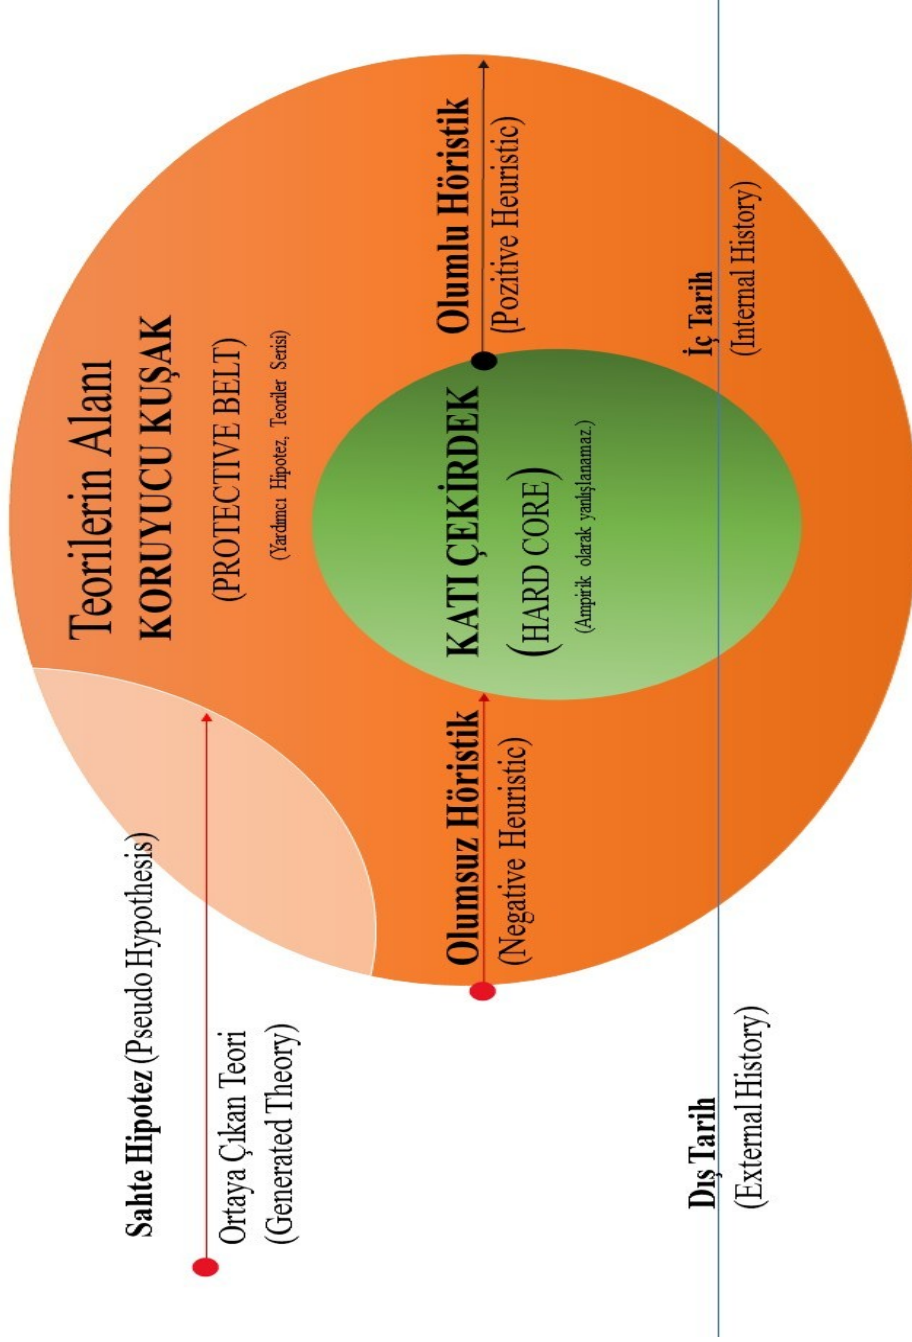 Teorilerin Alanı
KORUYUCU KUŞAK
(PROTECTIVE BELT)
(Yardımcı Hipotez, Teoriler Serisi)
Sahte Hipotez (Pseudo Hypothesis)
Ortaya Çıkan Teori
(Generated Theory)
Olumsuz Höristik
(Negative Heuristic)
KATI ÇEKİRDEK
(HARD CORE)
(Ampirik olarak yanlışlanamaz.)
Olumlu Höristik
(Pozitive Heuristic)
Dış Tarih
(External History)
İç Tarih
(Internal History)